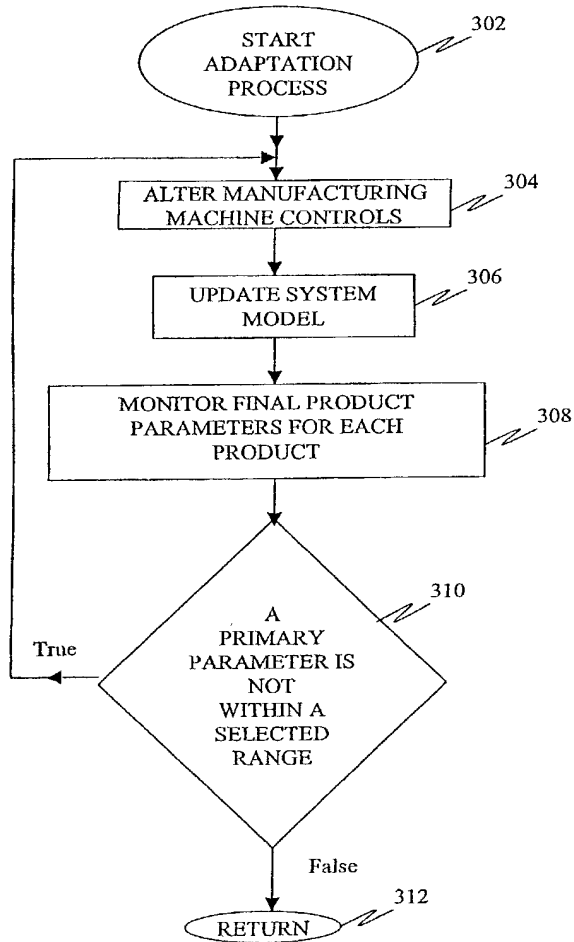 302
START
ADAPTATION
PROCESS
304
ALTER MANUFACTURING
MACHINE CONTROLS
306
UPDATE SYSTEM
MODEL
308
MONITOR FINAL PRODUCT
PARAMETERS FOR EACH
PRODUCT
310
A
PRIMARY
PARAMETER IS
NOT
WITHIN A
SELECTED
RANGE
True
False
312
RETURN